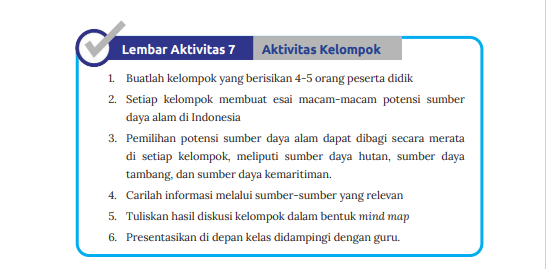 Lembar Aktivitas 7 Aktivitas Kelompok
1. Buatlah kelompok yang berisikan 4-5 orang peserta didik
2. Setiap kelompok membuat esai macam-macam potensi sumber
daya alam di Indonesia
3. Pemilihan potensi sumber daya alam dapat dibagi secara merata
di setiap kelompok, meliputi sumber daya hutan, sumber daya
tambang, dan sumber daya kemaritiman.
4. Carilah informasi melalui sumber-sumber yang relevan
5. Tuliskan hasil diskusi kelompok dalam bentuk mind map
6. Presentasikan di depan kelas didampingi dengan guru.